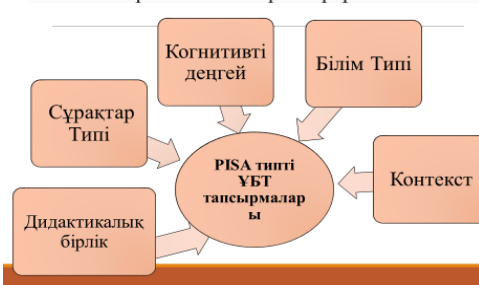 Когнитивті
деңгей
Білім Типі
Сұрақтар
Типі
PISA типті
ҰБТ
тапсырмалар
ы
Контекст
Дидактикалық
бірлік